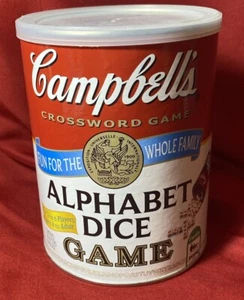 Campbell's
CROSSWORD GAME
FUN FOR THE WHOLE FAMILY
ALPHABET
DICE
GAME